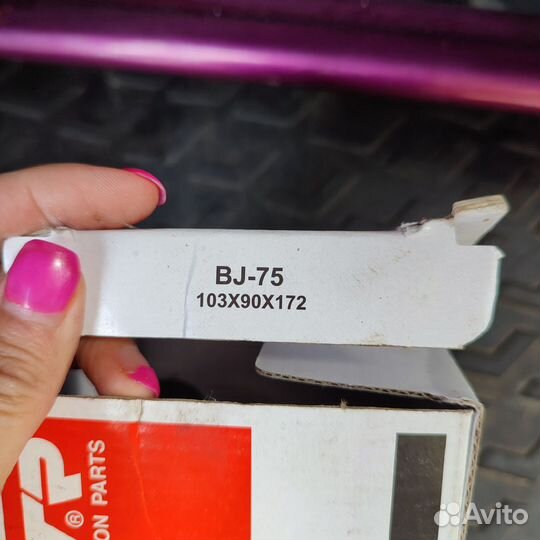 BJ-75
103X90X172
P®
ON PARTS
Avito